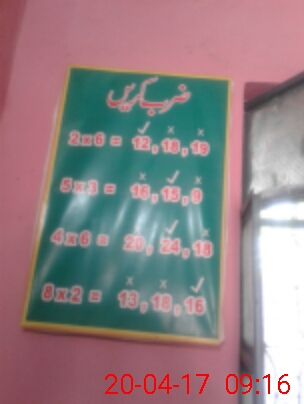 ضرب کریں
2 x 6 = 12 ✓, 18 x, 19 x
5 x 3 = 16 x, 15 ✓, 9 x
4 x 6 = 20 x, 24 ✓, 18 x
8 x 2 = 13 x, 18 x, 16 ✓
20-04-17 09:16